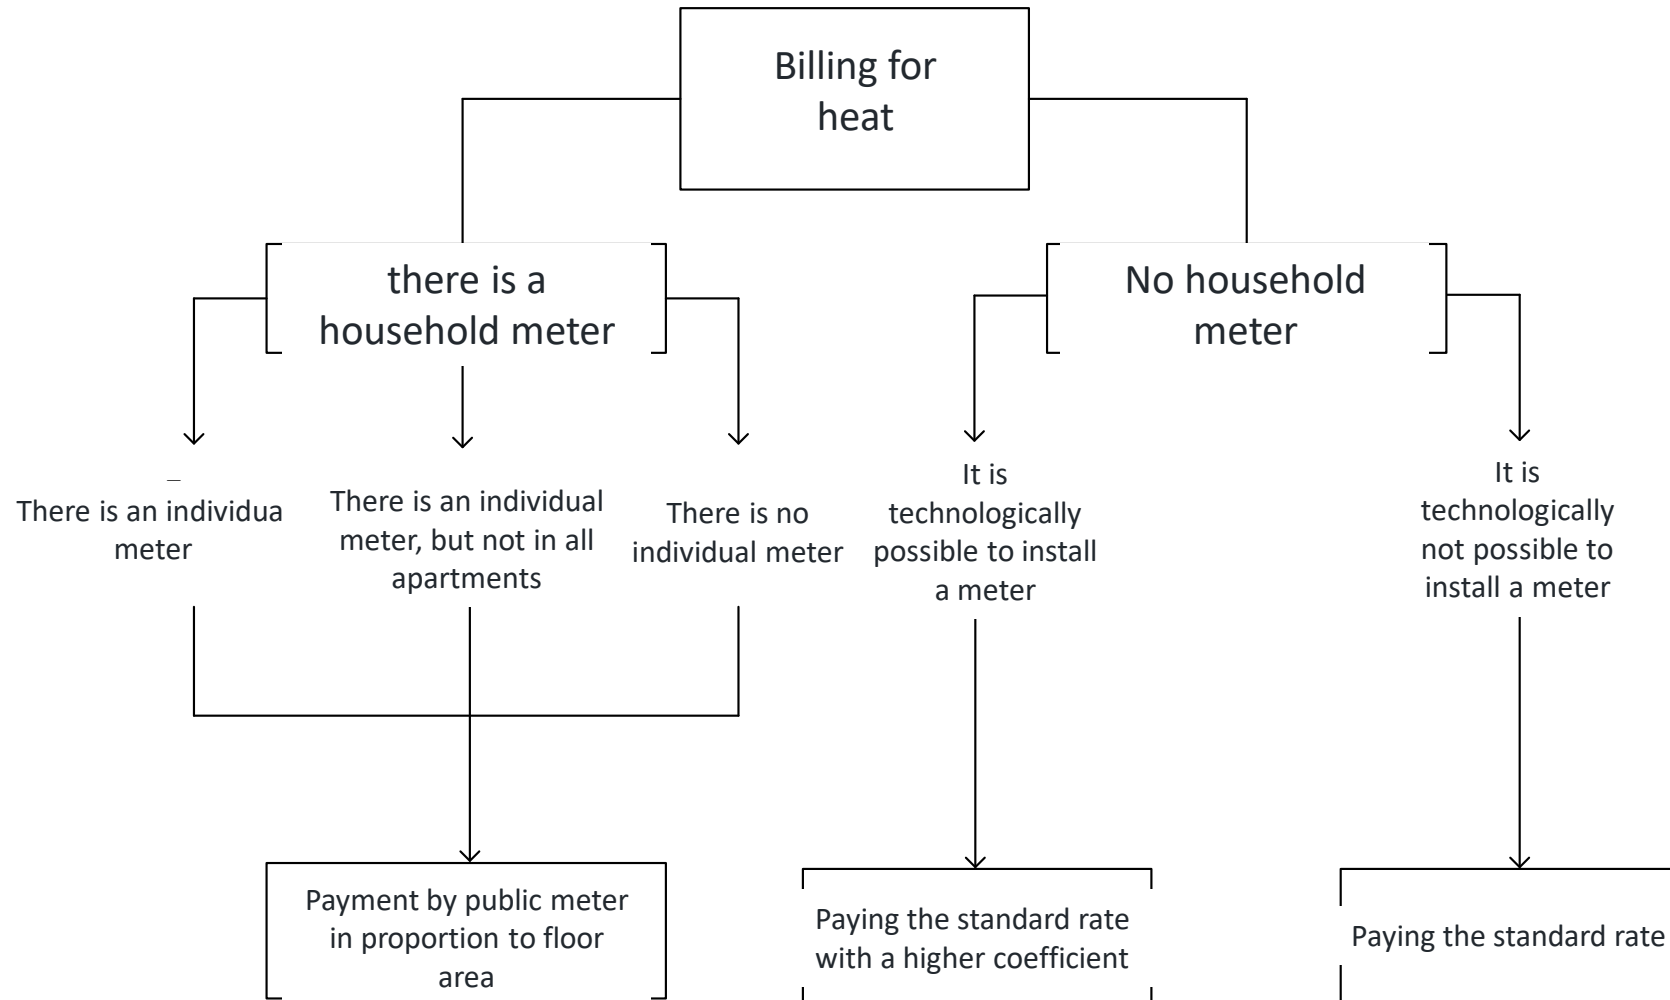 Billing for
heat
there is a
household meter
No household
meter
There is an individua
meter
There is an individual
meter, but not in all
apartments
There is no
individual meter
It is
technologically
possible to install
a meter
It is
technologically
not possible to
install a meter
Payment by public meter
in proportion to floor
area
Paying the standard rate
with a higher coefficient
Paying the standard rate